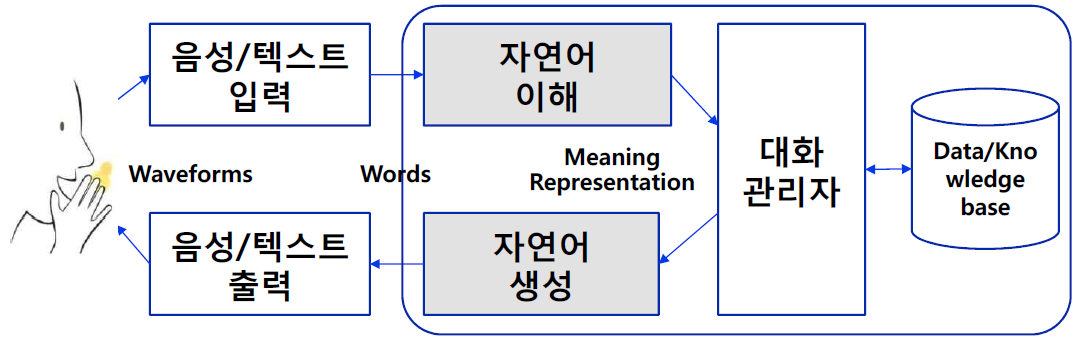 음성/텍스트
입력
자연어
이해
대화
관리자
Data/Kno
wledge
base
Waveforms
Words
Meaning
Representation
음성/텍스트
출력
자연어
생성